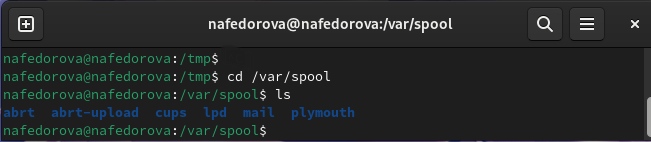 nafedorova@nafedorova:/var/spool
nafedorova@nafedorova:/tmp$
nafedorova@nafedorova:/tmp$ cd /var/spool
nafedorova@nafedorova:/var/spool$ ls
abrt  abrt-upload  cups  lpd  mail  plymouth
nafedorova@nafedorova:/var/spool$